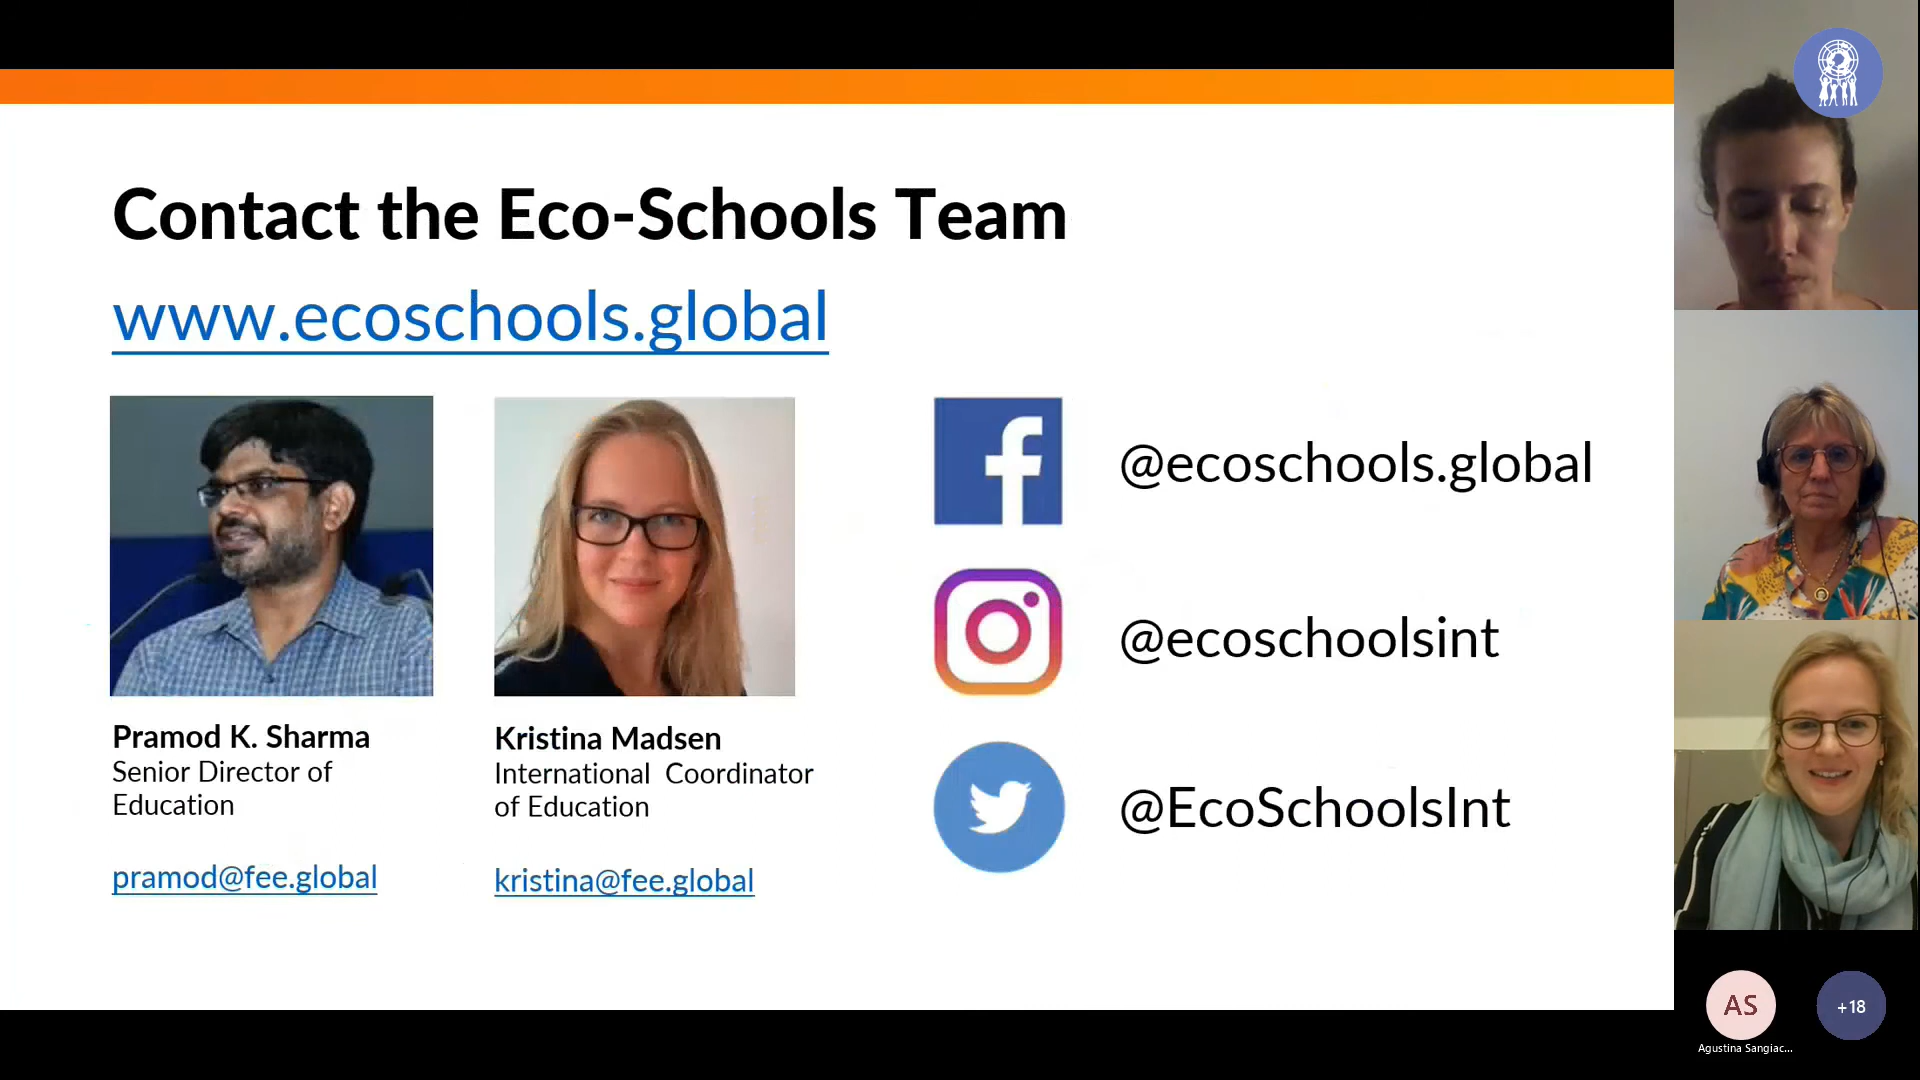 Contact the Eco-Schools Team
www.ecoschools.global
Pramod K. Sharma
Senior Director of
Education
pramod@fee.global
Kristina Madsen
International Coordinator
of Education
kristina@fee.global
@ecoschools.global
@ecoschoolsint
@EcoSchoolsInt
AS
Agustina Sangiac...
+18